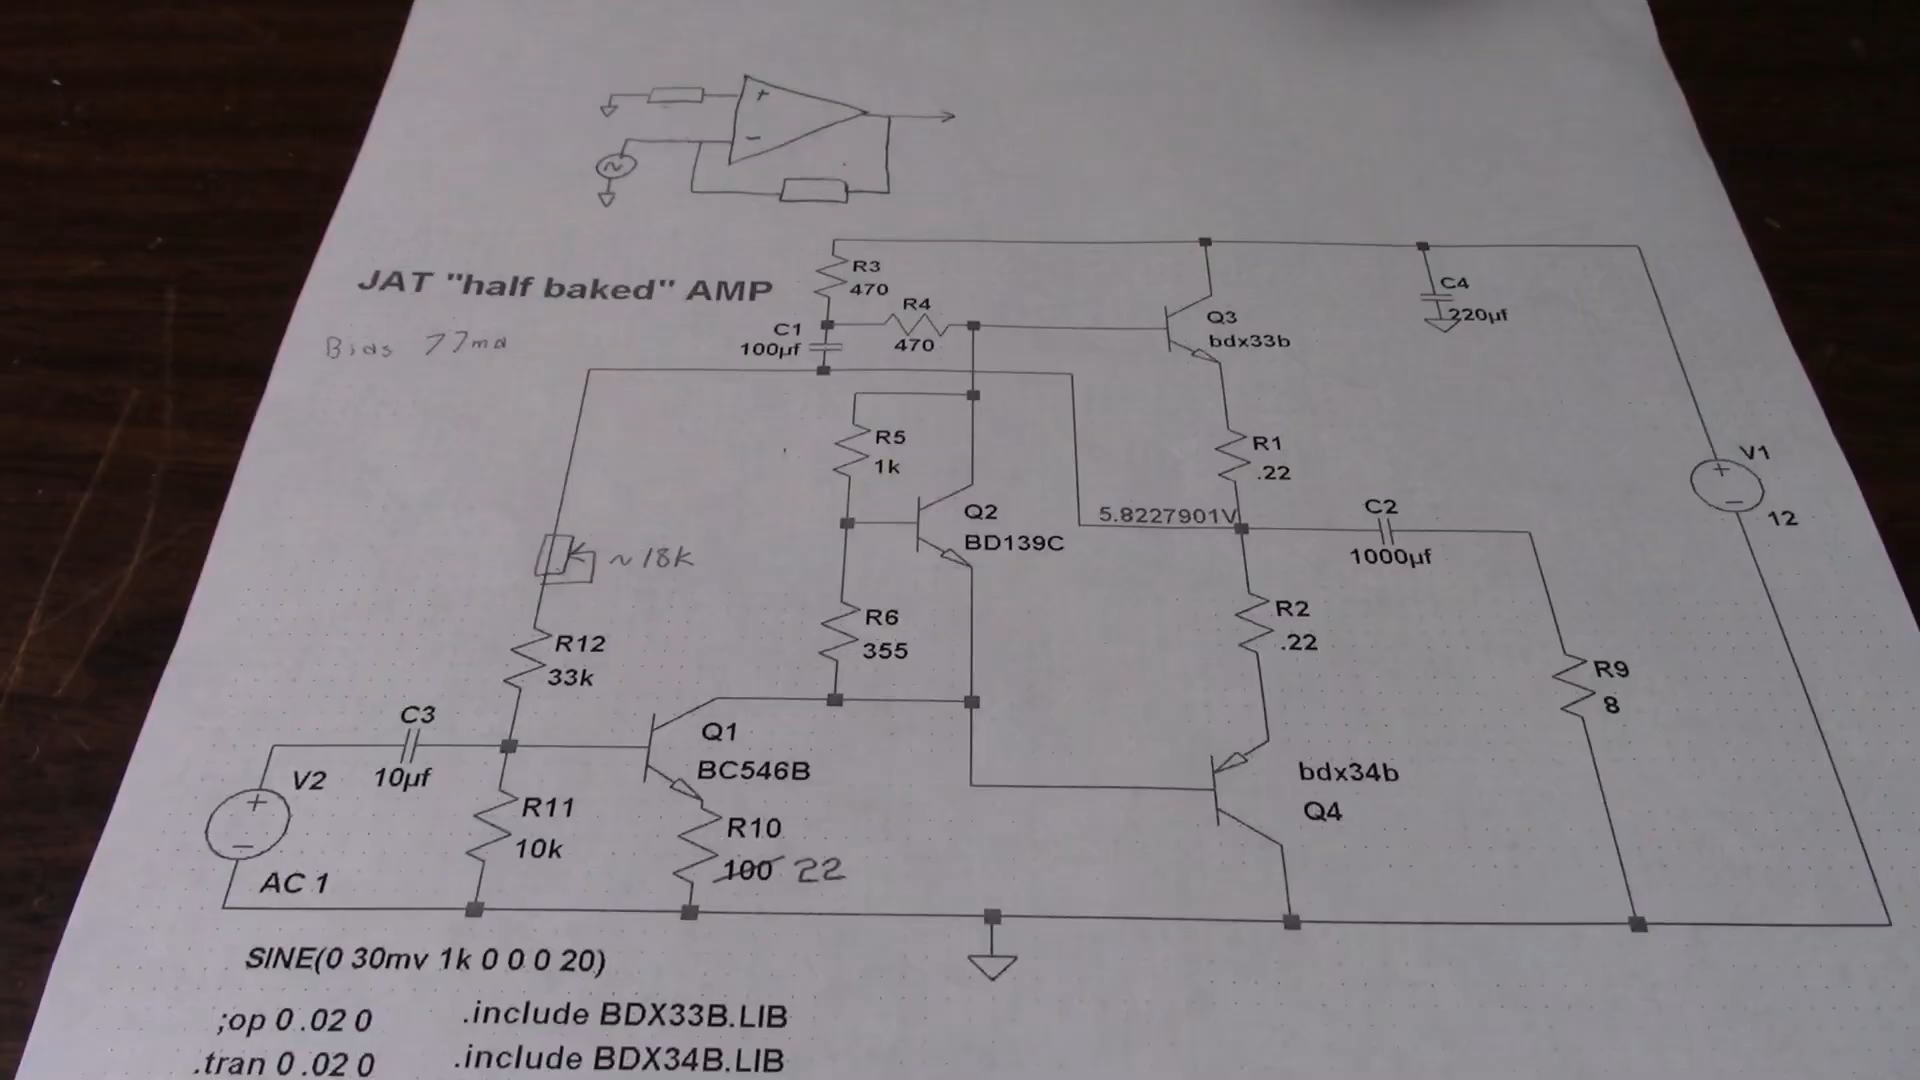 +
-
~
JAT "half baked" AMP
Bias 77ma
R3
470
R4
470
C1
100µf
Q3
bdx33b
C4
220µf
R5
1k
R1
.22
V1
+
-
12
Q2
BD139C
5.8227901V
C2
1000µf
~18K
R12
33k
R6
355
R2
.22
R9
8
C3
10µf
V2
+
-
AC 1
Q1
BC546B
bdx34b
Q4
R11
10k
R10
100 22
SINE(0 30mv 1k 0 0 0 20)
;op 0 .02 0
.include BDX33B.LIB
.tran 0 .02 0
.include BDX34B.LIB